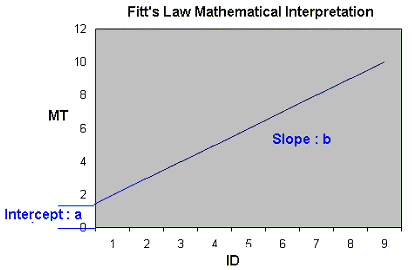 Fitt's Law Mathematical Interpretation
12
10
8
6
4
2
0
MT
Slope : b
Intercept : a
1 2 3 4 5 6 7 8 9
ID